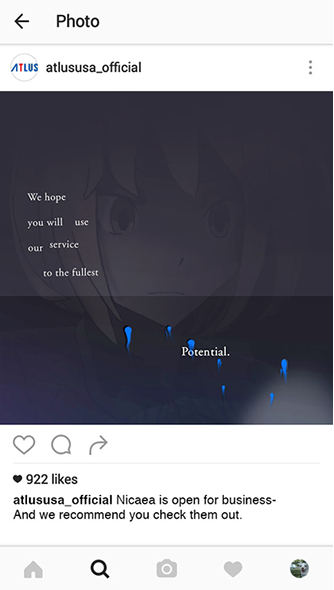 Photo
ATLUS
atlususa_official
We hope
you will use
our service
to the fullest
Potential.
922 likes
atlususa_official Nicaea is open for business-
And we recommend you check them out.